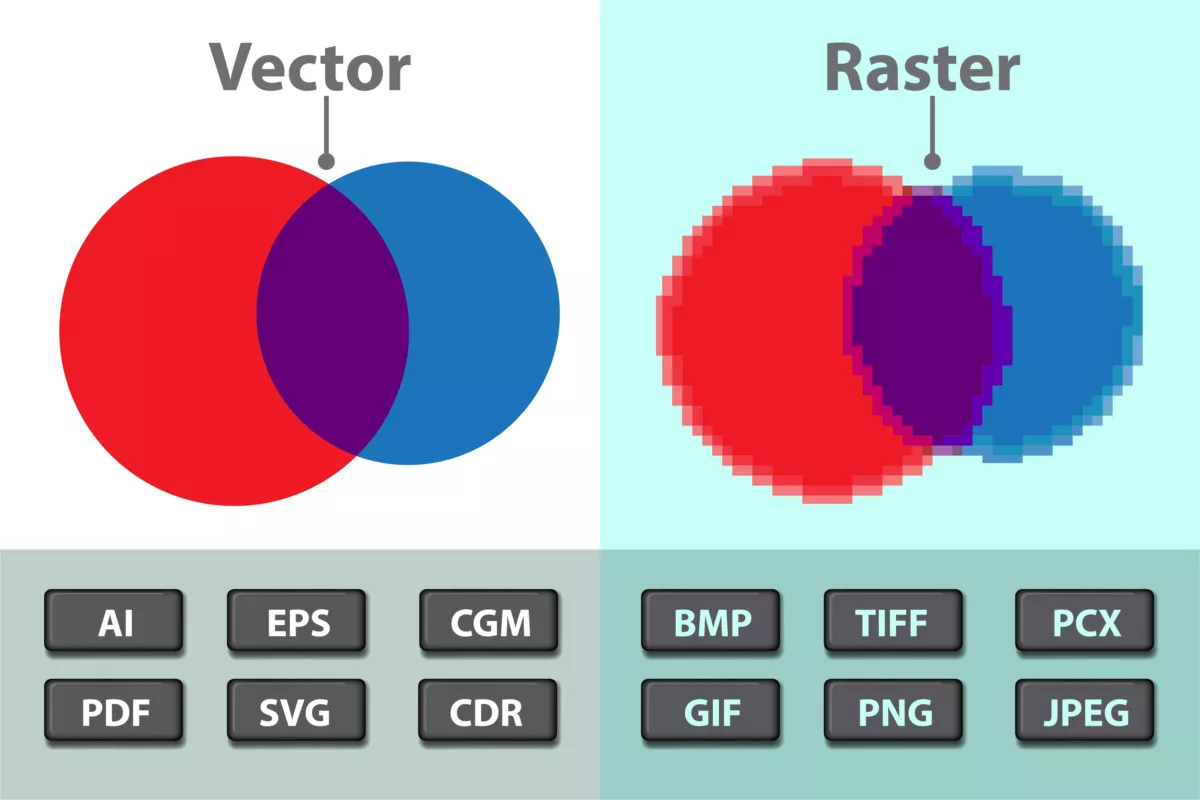 Vector
Raster
AI
EPS
CGM
PDF
SVG
CDR
BMP
TIFF
PCX
GIF
PNG
JPEG